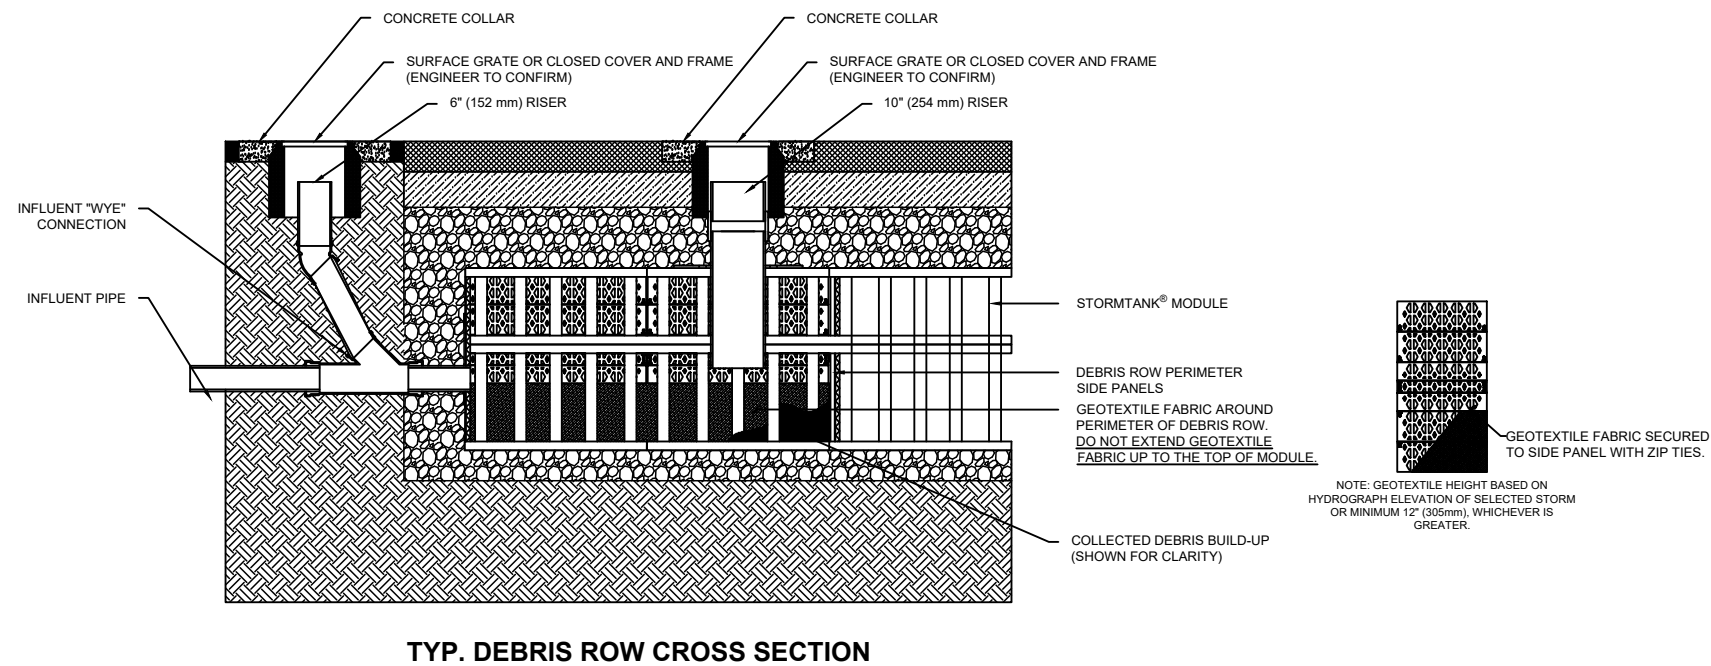 CONCRETE COLLAR
SURFACE GRATE OR CLOSED COVER AND FRAME
(ENGINEER TO CONFIRM)
6" (152 mm) RISER
CONCRETE COLLAR
SURFACE GRATE OR CLOSED COVER AND FRAME
(ENGINEER TO CONFIRM)
10" (254 mm) RISER
INFLUENT "WYE"
CONNECTION
INFLUENT PIPE
STORMTANK® MODULE
DEBRIS ROW PERIMETER
SIDE PANELS
GEOTEXTILE FABRIC AROUND
PERIMETER OF DEBRIS ROW.
DO NOT EXTEND GEOTEXTILE
FABRIC UP TO THE TOP OF MODULE.
COLLECTED DEBRIS BUILD-UP
(SHOWN FOR CLARITY)
GEOTEXTILE FABRIC SECURED
TO SIDE PANEL WITH ZIP TIES.
NOTE: GEOTEXTILE HEIGHT BASED ON
HYDROGRAPH ELEVATION OF SELECTED STORM
OR MINIMUM 12" (305mm), WHICHEVER IS
GREATER.
TYP. DEBRIS ROW CROSS SECTION